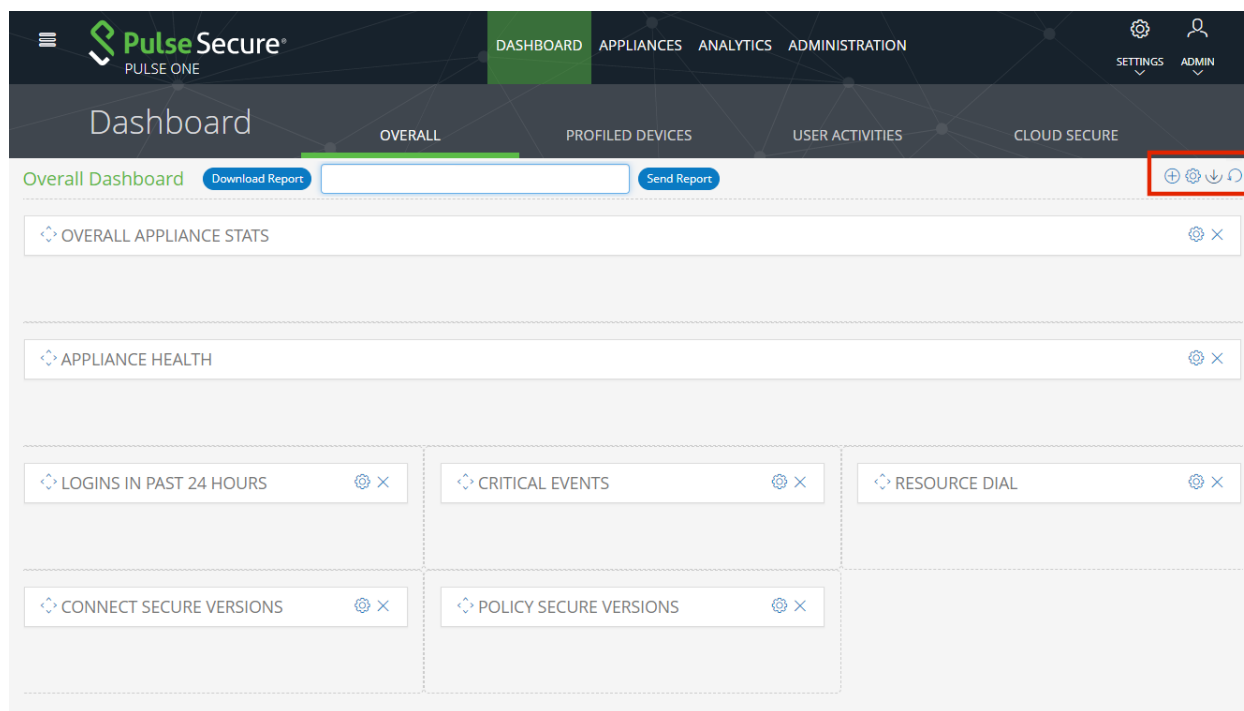 Pulse Secure®
PULSE ONE
DASHBOARD APPLIANCES ANALYTICS ADMINISTRATION
SETTINGS ADMIN
Dashboard
OVERALL PROFILED DEVICES USER ACTIVITIES CLOUD SECURE
Overall Dashboard Download Report Send Report
OVERALL APPLIANCE STATS
APPLIANCE HEALTH
LOGINS IN PAST 24 HOURS CRITICAL EVENTS RESOURCE DIAL
CONNECT SECURE VERSIONS POLICY SECURE VERSIONS